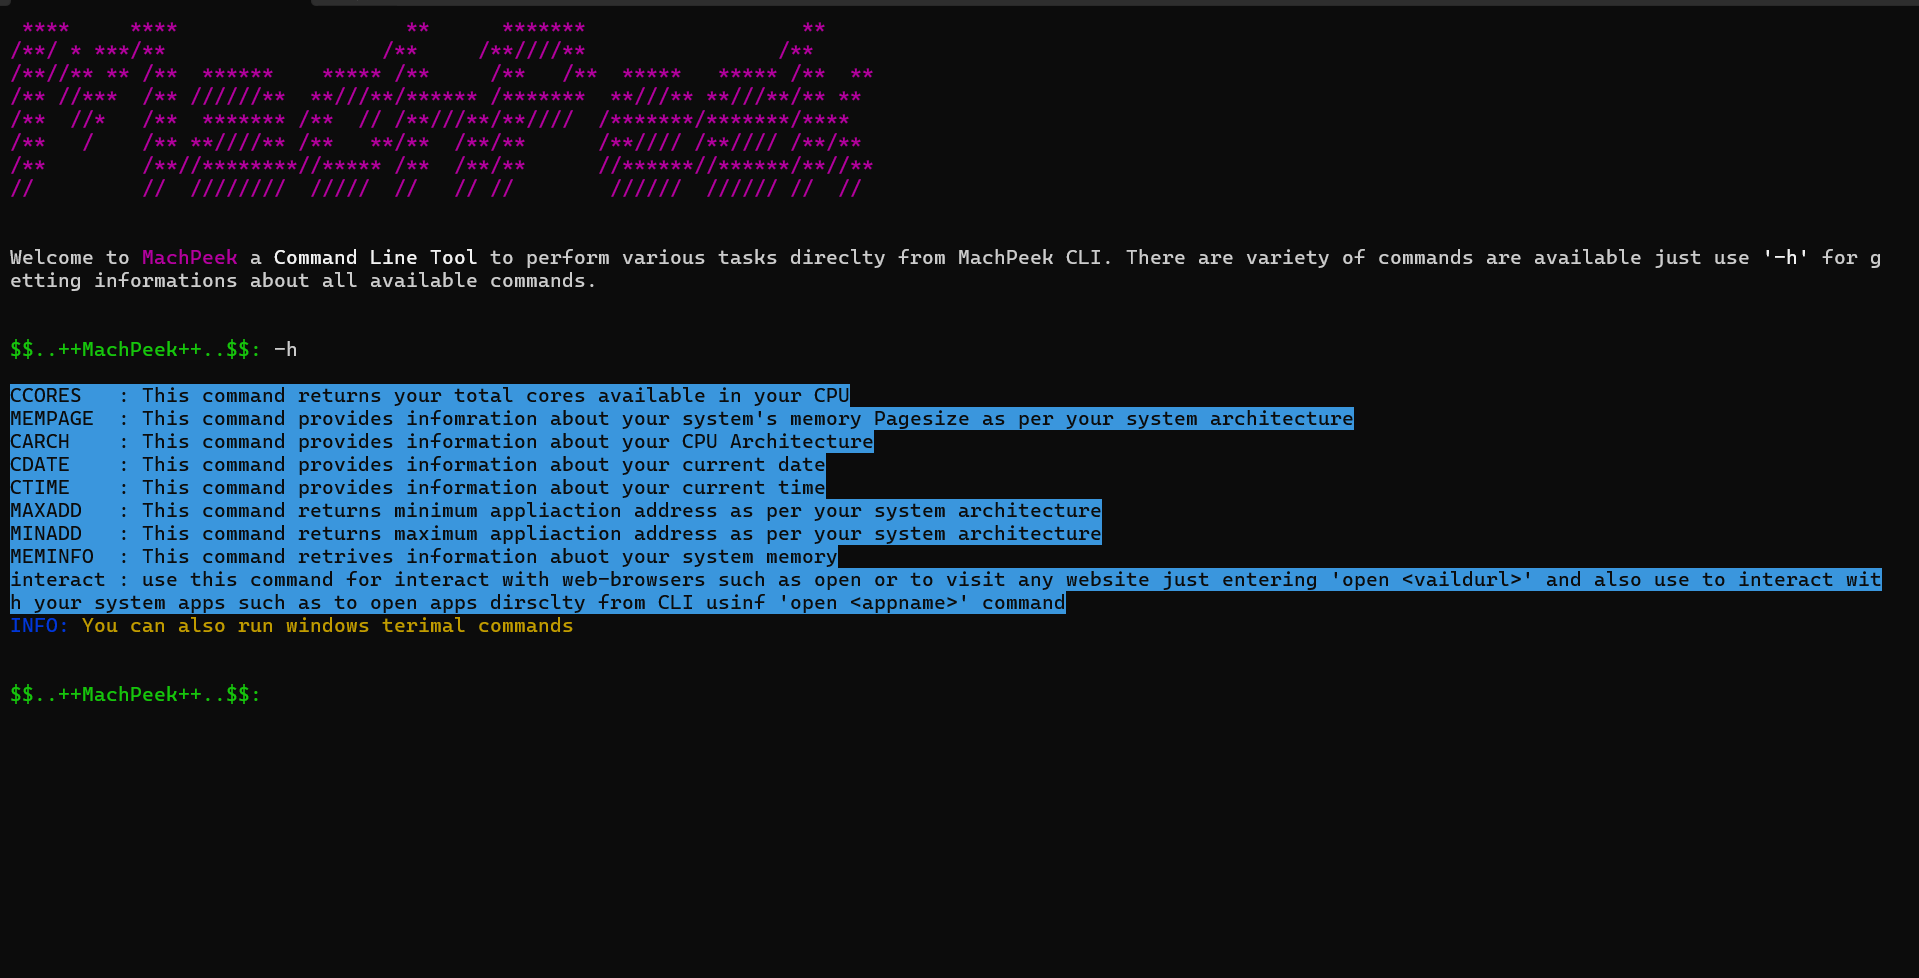 ****     ****                   **      *******                  **
/**/ * ***/**                  /**     /**////**                /**
/**//** ** /**  ******    ***** /**     /**   /**  *****   ***** /**  **
/** //***  /** //////**  **///**/****** /*******  **///** **///**/** **
/**  //*   /**  ******* /**  // /**///**/**////  /*******/*******/****
/**   /    /** **////** /**   **/**  /**/**      /**//// /**//// /**/**
/**        /**//********//***** /**  /**/**      //******//******/**//**
//         //  ////////  /////  //   // //        //////  ////// //  //
Welcome to MachPeek a Command Line Tool to perform various tasks direclty from MachPeek CLI. There are variety of commands are available just use '-h' for g
etting informations about all available commands.
$$..++MachPeek++..$$: -h
CCORES   : This command returns your total cores available in your CPU
MEMPAGE  : This command provides infomration about your system's memory Pagesize as per your system architecture
CARCH    : This command provides information about your CPU Architecture
CDATE    : This command provides information about your current date
CTIME    : This command provides information about your current time
MAXADD   : This command returns minimum appliaction address as per your system architecture
MINADD   : This command returns maximum appliaction address as per your system architecture
MEMINFO  : This command retrives information abuot your system memory
interact : use this command for interact with web-browsers such as open or to visit any website just entering 'open <vaildurl>' and also use to interact wit
h your system apps such as to open apps dirsclty from CLI usinf 'open <appname>' command
INFO: You can also run windows terimal commands
$$..++MachPeek++..$$: